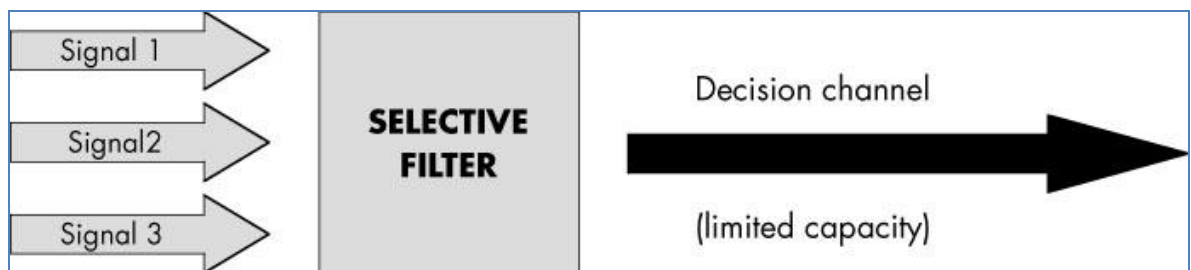 Signal 1
Signal2
Signal 3
SELECTIVE
FILTER
Decision channel
(limited capacity)